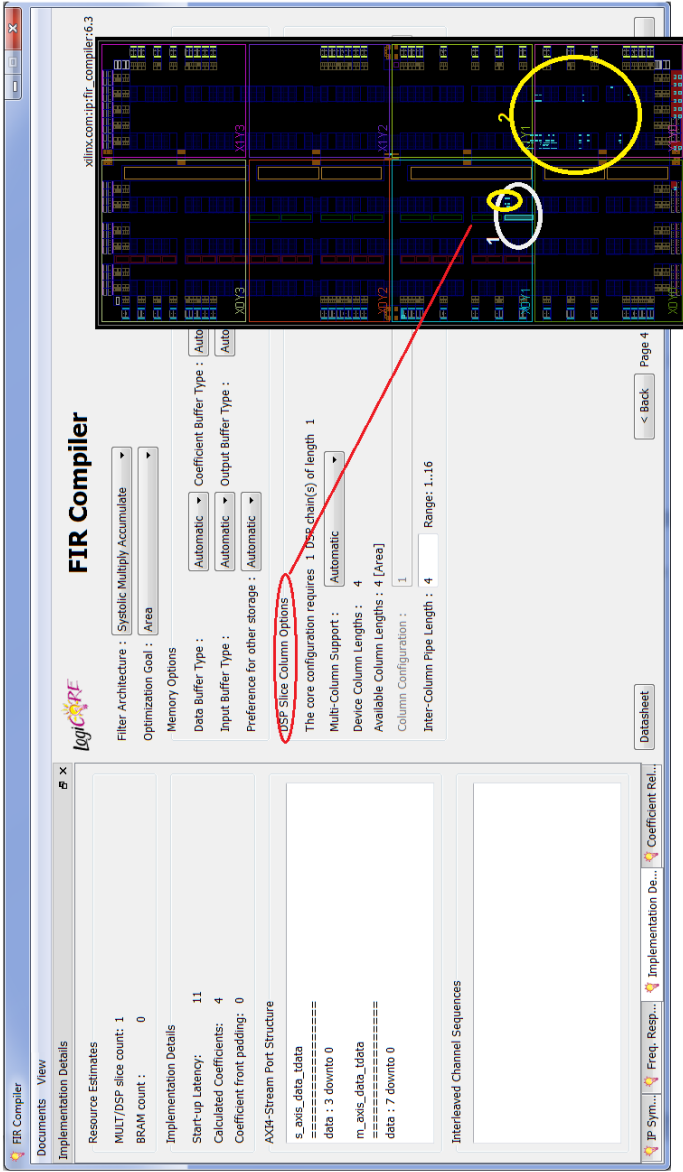 FIR Compiler
Documents View
Implementation Details
Resource Estimates
MULT/DSP slice count: 1
BRAM count : 0
Implementation Details
Start-up Latency: 11
Calculated Coefficients: 4
Coefficient front padding: 0
AXI4-Stream Port Structure
s_axis_data_tdata
data : 3 downto 0
m_axis_data_tdata
data : 7 downto 0
Interleaved Channel Sequences
IP Sym... Freq. Resp... Implementation De... Coefficient Rel...
LogiCORE
FIR Compiler
xilinx.com:ip:fir_compiler:6.3
Filter Architecture : Systolic Multiply Accumulate
Optimization Goal : Area
Memory Options
Data Buffer Type : Automatic Coefficient Buffer Type : Auto
Input Buffer Type : Automatic Output Buffer Type : Auto
Preference for other storage : Automatic
DSP Slice Column Options
The core configuration requires 1 DSP chain(s) of length 1
Multi-Column Support : Automatic
Device Column Lengths : 4
Available Column Lengths : 4 [Area]
Column Configuration : 1
Inter-Column Pipe Length : 4 Range: 1..16
Datasheet < Back Page 4
X0Y3 X1Y3
X0Y2 X1Y2
X0Y1
1
2